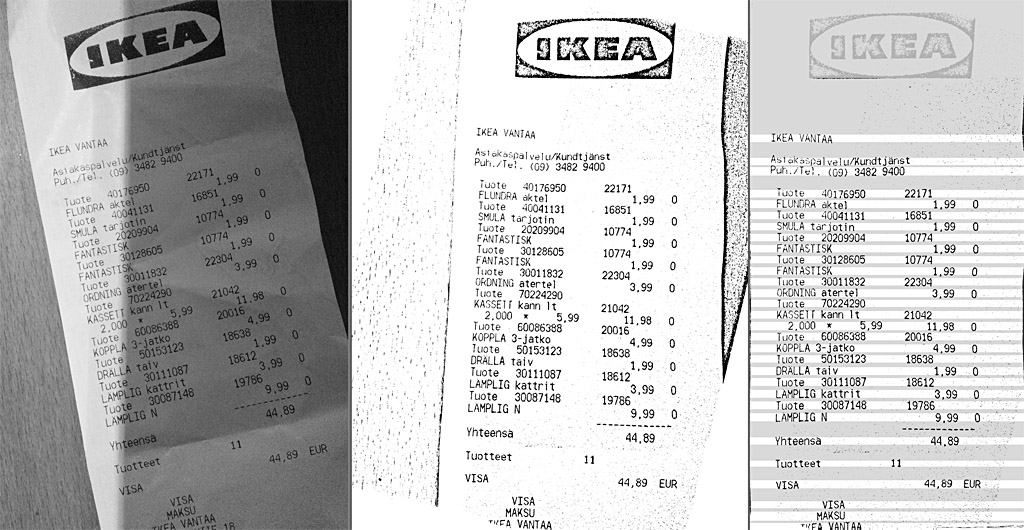 IKEA
IKEA VANTAA
Asiakaspalvelu/Kundtjänst
Puh./Tel. (09) 3482 9400
Tuote 40176950 22171
FLUNDRA aktel 1,99 0
Tuote 40041131 16851
SMULA tarjotin 1,99 0
Tuote 20209904 10774
FANTASTISK 1,99 0
Tuote 30128605 10774
FANTASTISK 1,99 0
Tuote 30011832 22304
ORDNING atertel 3,99 0
Tuote 70224290
KASSETT kann lt 21042
2,000 * 5,99 11,98 0
Tuote 60086388 20016
KOPPLA 3-jatko 4,99 0
Tuote 50153123 18638
DRALLA taiv 1,99 0
Tuote 30111087 18612
LAMPLIG kattrit 3,99 0
Tuote 30087148 19786
LAMPLIG N 9,99 0
--------------
Yhteensä 44,89
Tuotteet 11
VISA 44,89 EUR
VISA
MAKSU
IKEA VANTAA
IKEA
IKEA VANTAA
Asiakaspalvelu/Kundtjänst
Puh./Tel. (09) 3482 9400
Tuote 40176950 22171
FLUNDRA aktel 1,99 0
Tuote 40041131 16851
SMULA tarjotin 1,99 0
Tuote 20209904 10774
FANTASTISK 1,99 0
Tuote 30128605 10774
FANTASTISK 1,99 0
Tuote 30011832 22304
ORDNING atertel 3,99 0
Tuote 70224290
KASSETT kann lt 21042
2,000 * 5,99 11,98 0
Tuote 60086388 20016
KOPPLA 3-jatko 4,99 0
Tuote 50153123 18638
DRALLA taiv 1,99 0
Tuote 30111087 18612
LAMPLIG kattrit 3,99 0
Tuote 30087148 19786
LAMPLIG N 9,99 0
--------------
Yhteensä 44,89
Tuotteet 11
VISA 44,89 EUR
VISA
MAKSU
IKEA VANTAA
IKEA
IKEA VANTAA
Asiakaspalvelu/Kundtjänst
Puh./Tel. (09) 3482 9400
Tuote 40176950 22171
FLUNDRA aktel 1,99 0
Tuote 40041131 16851
SMULA tarjotin 1,99 0
Tuote 20209904 10774
FANTASTISK 1,99 0
Tuote 30128605 10774
FANTASTISK 1,99 0
Tuote 30011832 22304
ORDNING atertel 3,99 0
Tuote 70224290
KASSETT kann lt 21042
2,000 * 5,99 11,98 0
Tuote 60086388 20016
KOPPLA 3-jatko 4,99 0
Tuote 50153123 18638
DRALLA taiv 1,99 0
Tuote 30111087 18612
LAMPLIG kattrit 3,99 0
Tuote 30087148 19786
LAMPLIG N 9,99 0
--------------
Yhteensä 44,89
Tuotteet 11
VISA 44,89 EUR
VISA
MAKSU
IKEA VANTAA